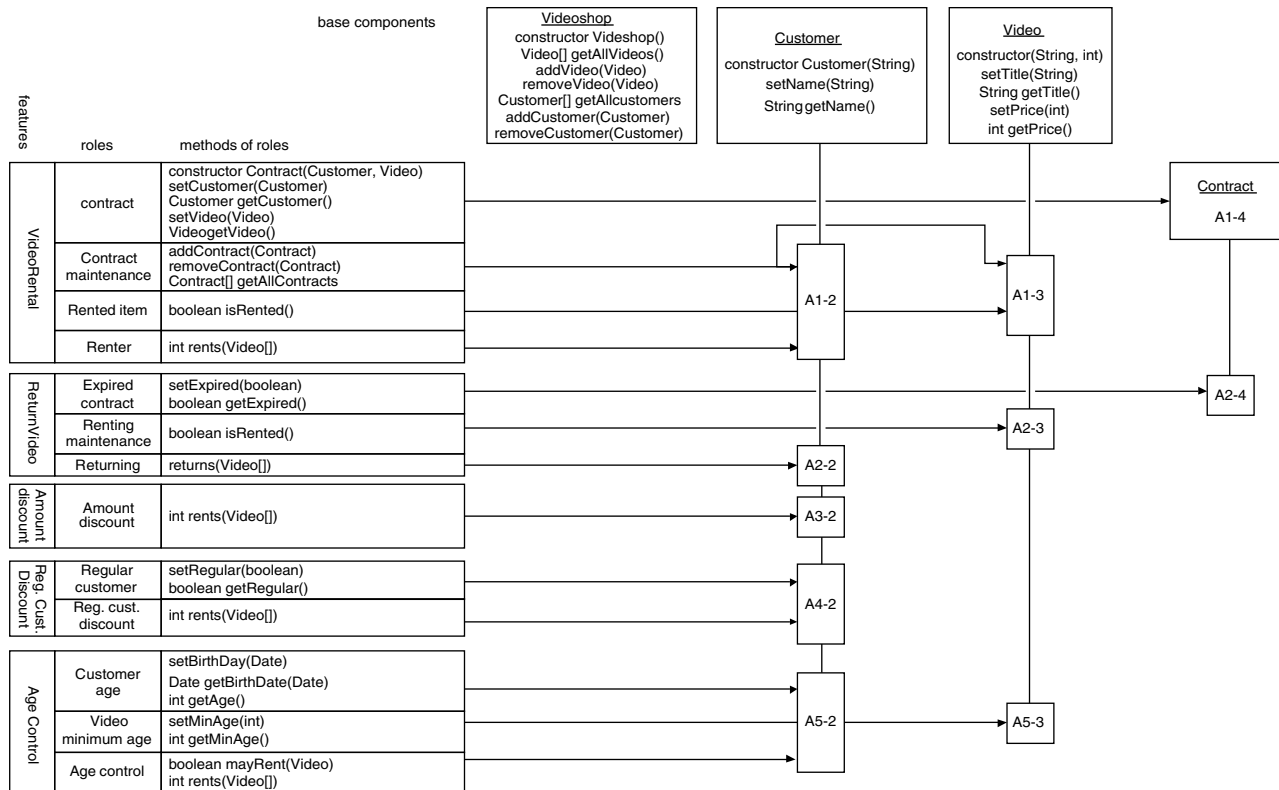 base components
Videoshop
constructor Videshop()
Video[] getAllVideos()
addVideo(Video)
removeVideo(Video)
Customer[] getAllcustomers
addCustomer(Customer)
removeCustomer(Customer)
Customer
constructor Customer(String)
setName(String)
String getName()
Video
constructor(String, int)
setTitle(String)
String getTitle()
setPrice(int)
int getPrice()
features
roles
methods of roles
VideoRental
contract
constructor Contract(Customer, Video)
setCustomer(Customer)
Customer getCustomer()
setVideo(Video)
VideogetVideo()
Contract
A1-4
Contract
maintenance
addContract(Contract)
removeContract(Contract)
Contract[] getAllContracts
A1-2
A1-3
Rented item
boolean isRented()
Renter
int rents(Video[])
ReturnVideo
Expired
contract
setExpired(boolean)
boolean getExpired()
A2-4
Renting
maintenance
boolean isRented()
A2-3
Returning
returns(Video[])
A2-2
Amount
discount
Amount
discount
int rents(Video[])
A3-2
Reg. Cust.
Discount
Regular
customer
setRegular(boolean)
boolean getRegular()
A4-2
Reg. cust.
discount
int rents(Video[])
Age Control
Customer
age
setBirthDay(Date)
Date getBirthDate(Date)
int getAge()
A5-2
Video
minimum age
setMinAge(int)
int getMinAge()
A5-3
Age control
boolean mayRent(Video)
int rents(Video[])